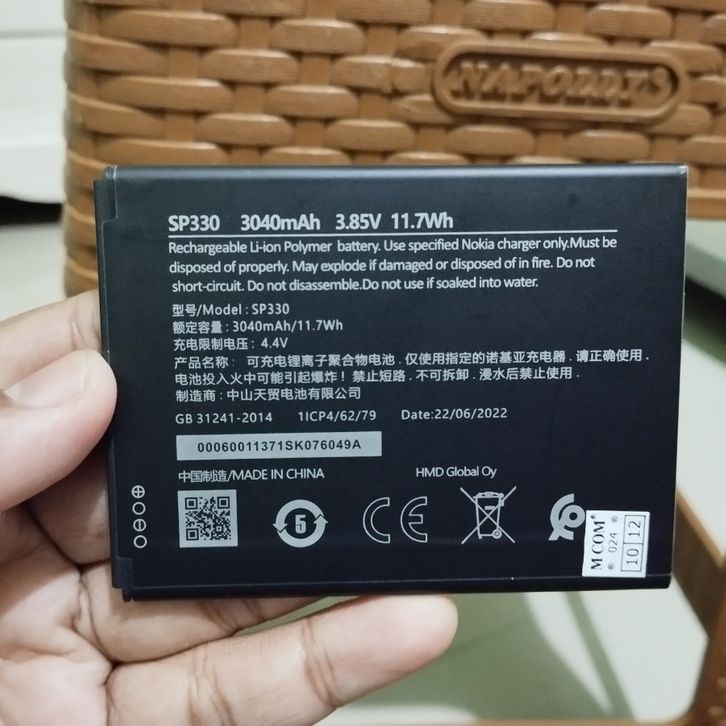 NAPOLLY
SP330 3040mAh 3.85V 11.7Wh
Rechargeable Li-ion Polymer battery. Use specified Nokia charger only.Must be
disposed of properly. May explode if damaged or disposed of in fire. Do not
short-circuit. Do not disassemble.Do not use if soaked into water.
型号/Model: SP330
额定容量:3040mAh/11.7Wh
充电限制电压:4.4V
产品名称:可充电锂离子聚合物电池.仅使用指定的诺基亚充电器.请正确使用,
电池投入火中可能引起爆炸!禁止短路.不可拆卸.浸水后禁止使用。
制造商:中山天贸电池有限公司
GB 31241-2014 1ICP4/62/79 Date:22/06/2022
00060011371SK076049A
中国制造/MADE IN CHINA HMD Global Oy
5 CE
M COM®
® 024 ®
10 12